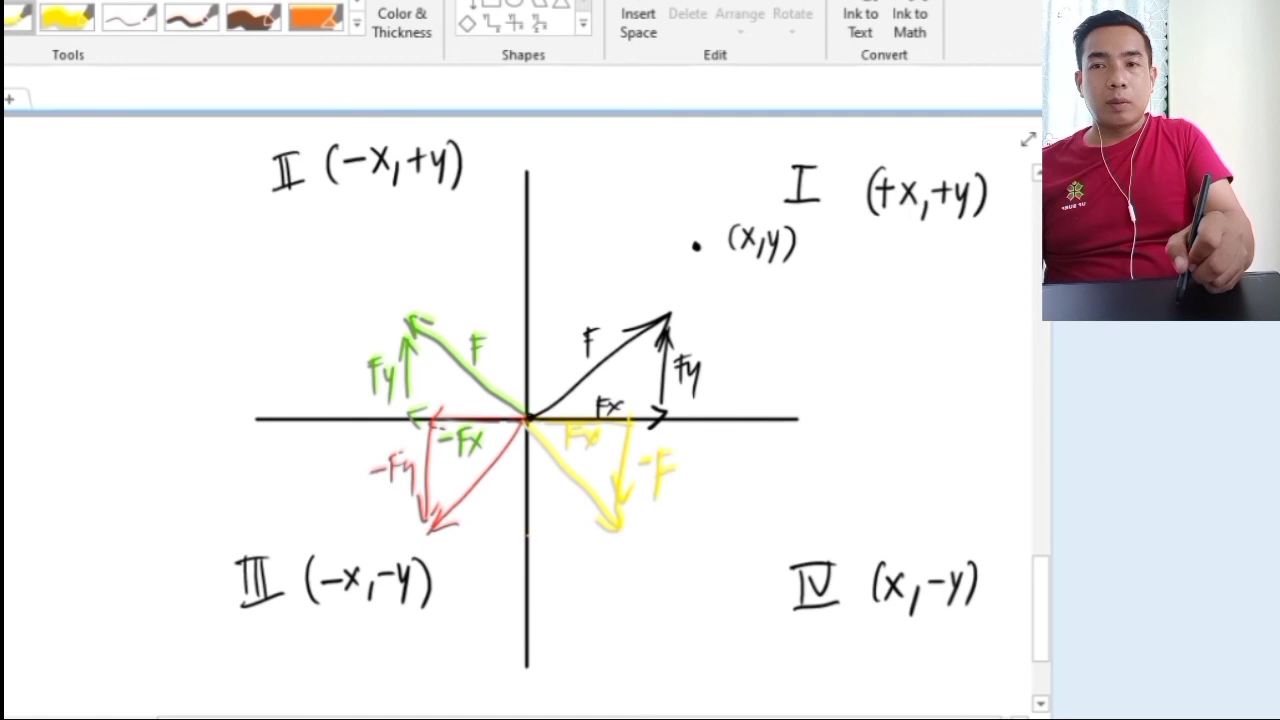 Color &
Thickness
Insert
Space
Delete Arrange Rotate
Ink to
Text
Ink to
Math
Tools
Shapes
Edit
Convert
+
II (-x,+y)
I (+x,+y)
(x,y)
F
F
Fy
Fy
Fx
-Fx
Fx
-Fy
-F
III (-x,-y)
IV (x,-y)